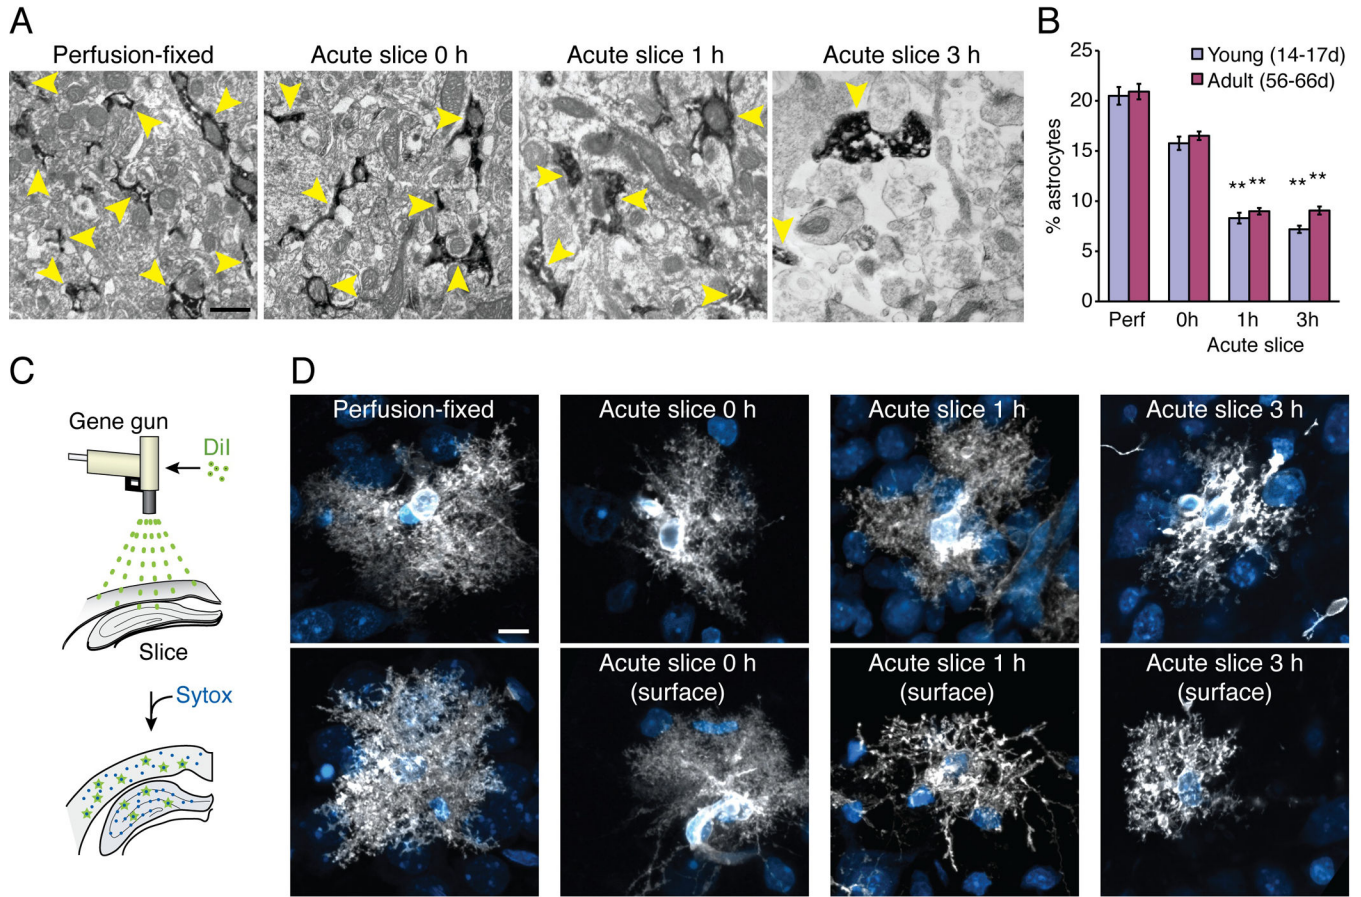 A
Perfusion-fixed
Acute slice 0 h
Acute slice 1 h
Acute slice 3 h
B
25
20
15
10
5
0
% astrocytes
Young (14-17d)
Adult (56-66d)
** **
** **
Perf
0h
1h
3h
Acute slice
C
Gene gun
DiI
Slice
Sytox
D
Perfusion-fixed
Acute slice 0 h
Acute slice 1 h
Acute slice 3 h
Acute slice 0 h
(surface)
Acute slice 1 h
(surface)
Acute slice 3 h
(surface)